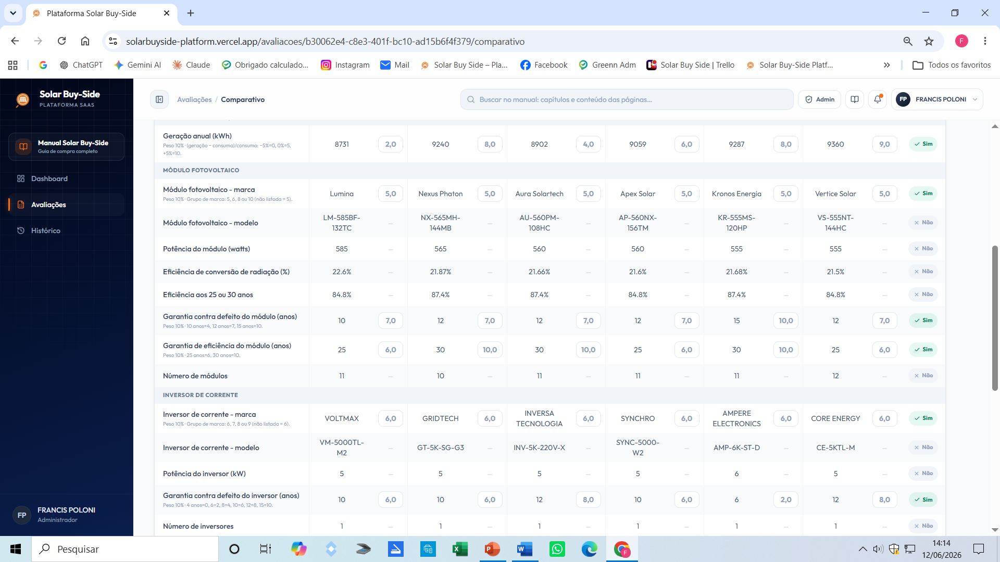 Plataforma Solar Buy-Side
solarbuyside-platform.vercel.app/avaliacoes/b30062e4-c8e3-401f-bc10-ad15b6f4f379/comparativo
F
ChatGPT
Gemini AI
Claude
Obrigado calculado...
Instagram
Mail
Solar Buy Side – Pla...
Facebook
Greenn Adm
Solar Buy Side | Trello
Solar Buy-Side Platf...
Todos os favoritos
Solar Buy-Side
PLATAFORMA SAAS
Manual Solar Buy-Side
Guia de compra completo
Dashboard
Avaliações
Histórico
FP
FRANCIS POLONI
Administrador
Avaliações / Comparativo
Buscar no manual: capítulos e conteúdo das páginas...
Admin
FP FRANCIS POLONI
Geração anual (kWh)
Peso 10% · (geração – consumo)/consumo: −5%=0, 0%=5,
+5%=10.
8731 2,0 9240 8,0 8902 4,0 9059 6,0 9287 8,0 9360 9,0 Sim
MÓDULO FOTOVOLTAICO
Módulo fotovoltaico - marca
Peso 10% · Grupo de marca: 5, 6, 8 ou 10 (não listada = 5).
Lumina 5,0 Nexus Phaton 5,0 Aura Solartech 5,0 Apex Solar 5,0 Kronos Energia 5,0 Vertice Solar 5,0 Sim
Módulo fotovoltaico - modelo
LM-585BF-132TC – NX-565MH-144MB – AU-560PM-108HC – AP-560NX-156TM – KR-555MS-120HP – VS-555NT-144HC – Não
Potência do módulo (watts) 585 – 565 – 560 – 560 – 555 – 555 – Não
Eficiência de conversão de radiação (%) 22.6% – 21.87% – 21.66% – 21.6% – 21.68% – 21.5% – Não
Eficiência aos 25 ou 30 anos 84.8% – 87.4% – 87.4% – 84.8% – 87.4% – 84.8% – Não
Garantia contra defeito do módulo (anos)
Peso 10% · 10 anos=4, 12 anos=7, 15 anos=10.
10 7,0 12 7,0 12 7,0 12 7,0 15 10,0 12 7,0 Sim
Garantia de eficiência do módulo (anos)
Peso 10% · 25 anos=6, 30 anos=10.
25 6,0 30 10,0 30 10,0 25 6,0 30 10,0 25 6,0 Sim
Número de módulos 11 – 10 – 11 – 11 – 11 – 12 – Não
INVERSOR DE CORRENTE
Inversor de corrente - marca
Peso 10% · Grupo de marca: 6, 7, 8 ou 9 (não listada = 6).
VOLTMAX 6,0 GRIDTECH 6,0 INVERSA TECNOLOGIA 6,0 SYNCHRO 6,0 AMPERE ELECTRONICS 6,0 CORE ENERGY 6,0 Sim
Inversor de corrente - modelo
VM-5000TL-M2 – GT-5K-SG-G3 – INV-5K-220V-X – SYNC-5000-W2 – AMP-6K-ST-D – CE-5KTL-M – Não
Potência do inversor (kW) 5 – 5 – 5 – 5 – 6 – 5 – Não
Garantia contra defeito do inversor (anos)
Peso 10% · 4 anos=0, 6=2, 8=4, 10=6, 12=8, 15=10.
10 6,0 10 6,0 12 8,0 10 6,0 6 2,0 12 8,0 Sim
Número de inversores 1 – 1 – 1 – 1 – 1 – 1 – Não
Pesquisar
14:14
12/06/2026